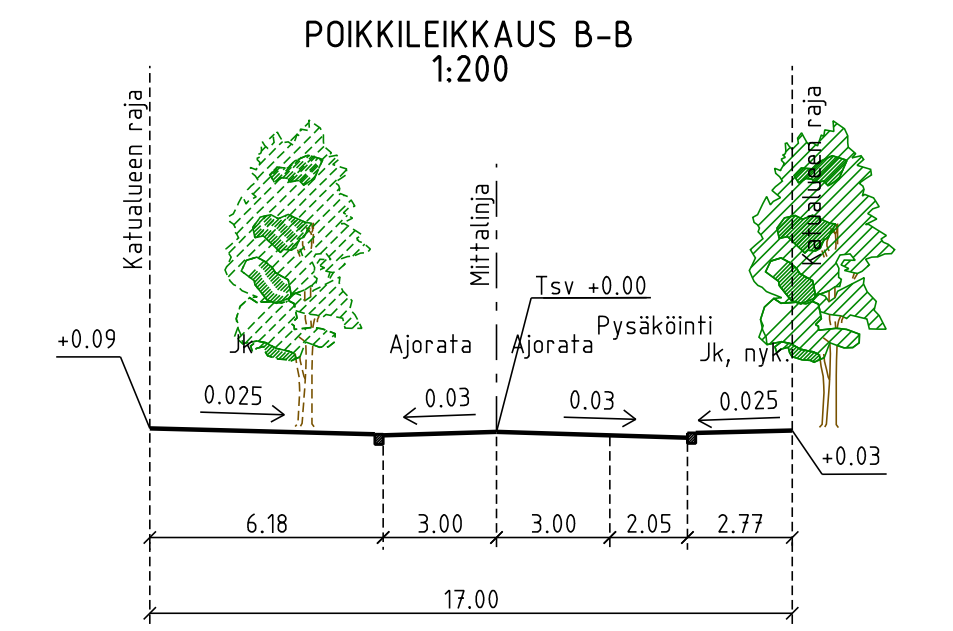 POIKKILEIKKAUS B-B
1:200
Katualueen raja
Mittalinja
Katualueen raja
Tsv +0.00
+0.09
Jk
Ajorata
Ajorata
Pysäköinti
Jk, nyk.
0.025
0.03
0.03
0.025
+0.03
6.18
3.00
3.00
2.05
2.77
17.00